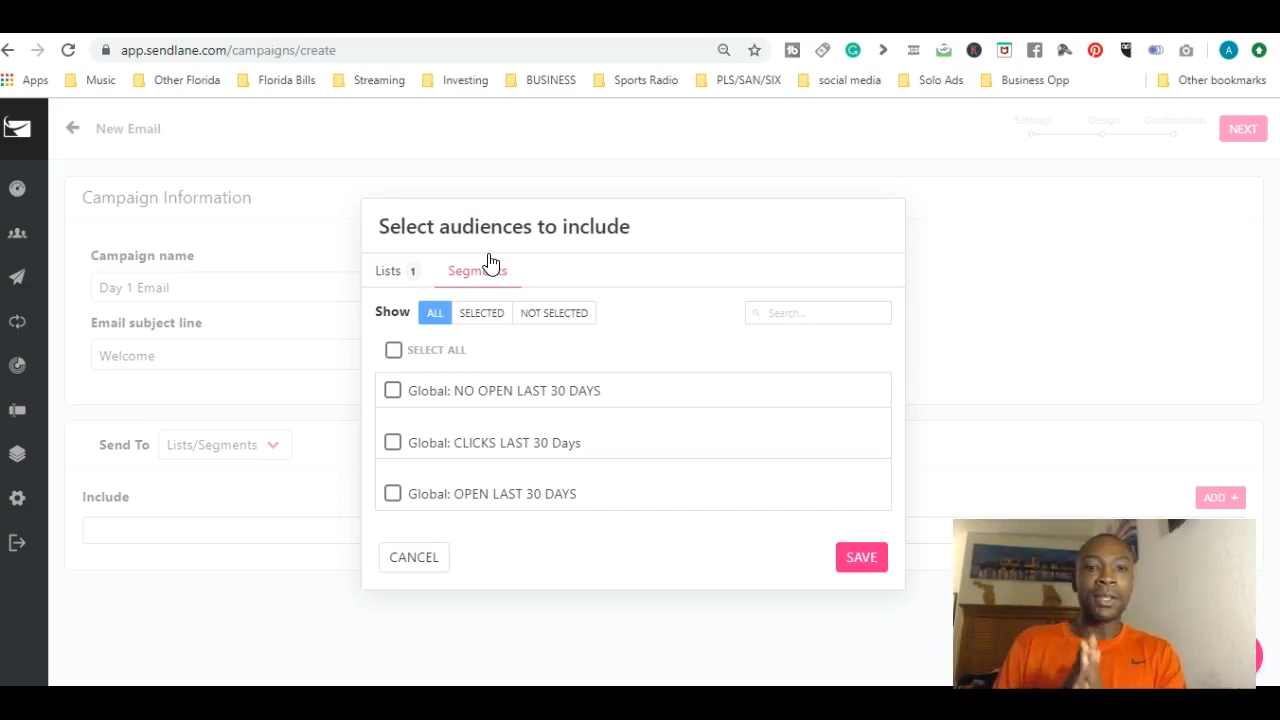 app.sendlane.com/campaigns/create
Apps Music Other Florida Florida Bills Streaming Investing BUSINESS Sports Radio PLS/SAN/SIX social media Solo Ads Business Opp Other bookmarks
New Email
Settings Design Confirmation
NEXT
Campaign Information
Campaign name
Day 1 Email
Email subject line
Welcome
Send To Lists/Segments
Include
ADD +
Select audiences to include
Lists 1 Segments
Show ALL SELECTED NOT SELECTED Search...
SELECT ALL
Global: NO OPEN LAST 30 DAYS
Global: CLICKS LAST 30 Days
Global: OPEN LAST 30 DAYS
CANCEL SAVE